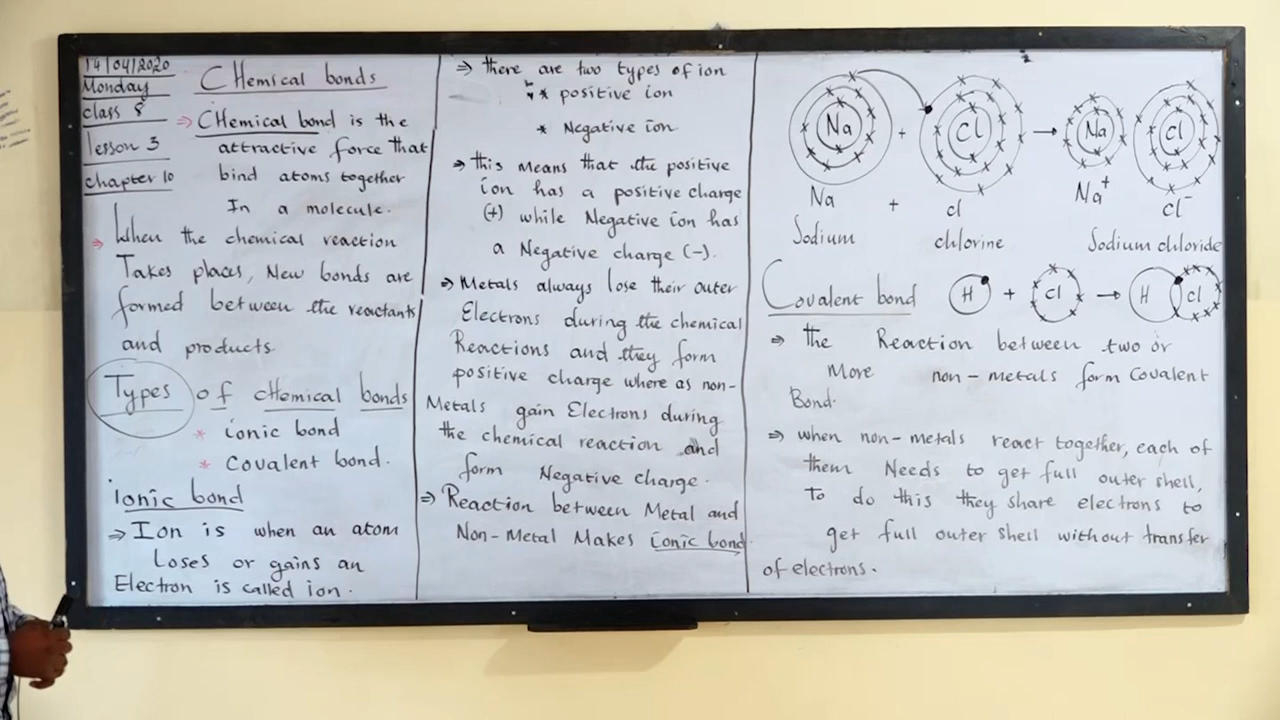 14/04/2020
Monday
class 8
lesson 3
chapter 10
CHemical bonds
⇒ CHemical bond is the
attractive force that
bind atoms together
In a molecule.
⇒ When the chemical reaction
Takes places, New bonds are
formed between the reactants
and products
Types of cHemical bonds
* ionic bond
* Covalent bond.
ionic bond
⇒ Ion is when an atom
Loses or gains an
Electron is called ion.
⇒ there are two types of ion
* positive ion
* Negative ion
⇒ this means that the positive
ion has a positive charge
(+) while Negative ion has
a Negative charge (-).
⇒ Metals always lose their outer
Electrons during the chemical
Reactions and they form
positive charge where as non-
Metals gain Electrons during
the chemical reaction and
form Negative charge.
⇒ Reaction between Metal and
Non-Metal Makes ionic bond.
Na + Cl → Na Cl
Na + cl Na⁺ cl⁻
Sodium chlorine Sodium chloride
Covalent bond H + Cl → H Cl
⇒ the Reaction between two or
More non-metals form Covalent
Bond.
⇒ when non-metals react together, each of
them Needs to get full outer shell,
To do this they share electrons to
get full outer shell without transfer
of electrons.